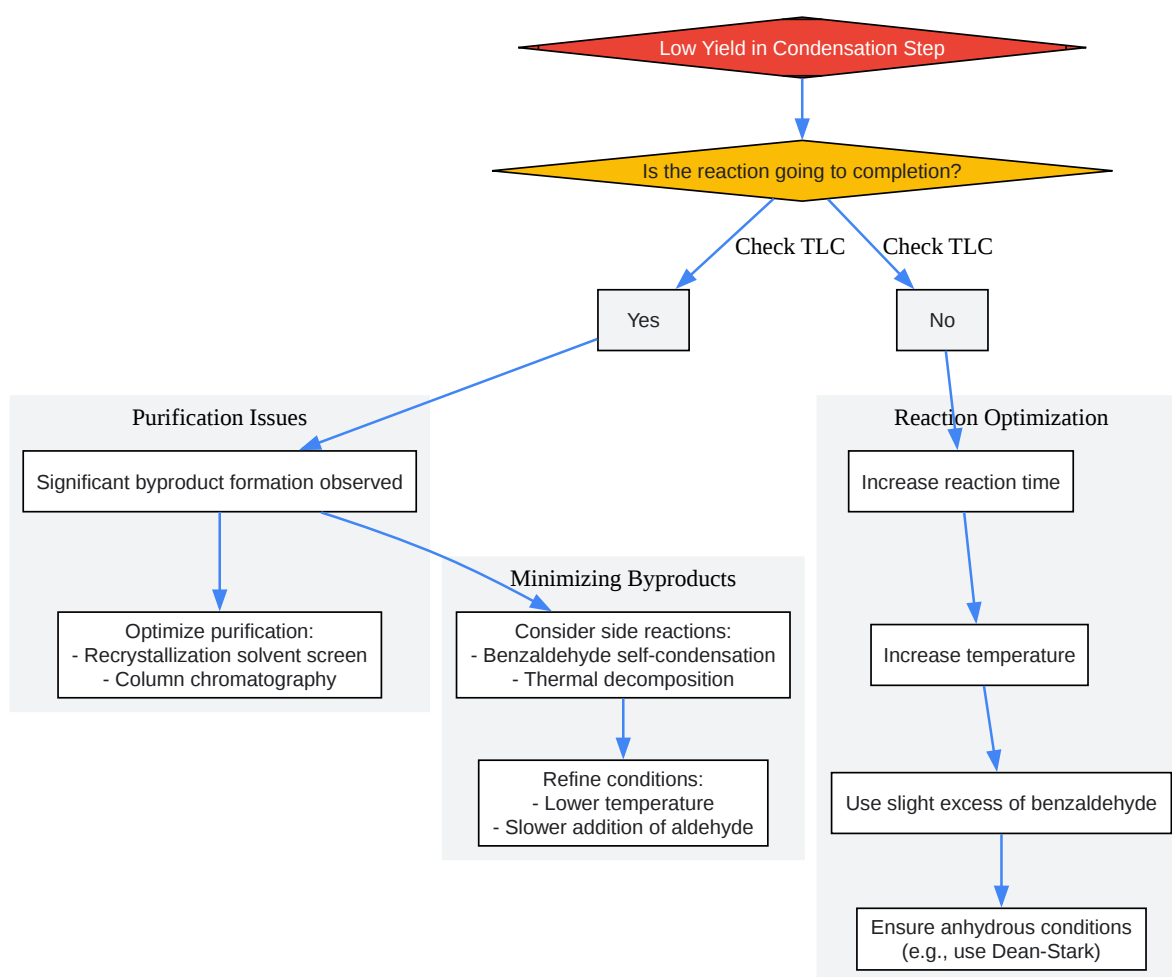 Low Yield in Condensation Step
Is the reaction going to completion?
Check TLC
Check TLC
Yes
No
Purification Issues
Significant byproduct formation observed
Optimize purification:
- Recrystallization solvent screen
- Column chromatography
Minimizing Byproducts
Consider side reactions:
- Benzaldehyde self-condensation
- Thermal decomposition
Refine conditions:
- Lower temperature
- Slower addition of aldehyde
Reaction Optimization
Increase reaction time
Increase temperature
Use slight excess of benzaldehyde
Ensure anhydrous conditions
(e.g., use Dean-Stark)